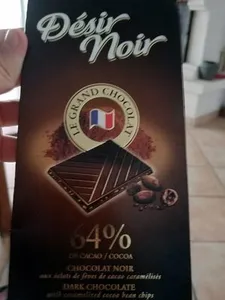 Désir
Noir
LE GRAND CHOCOLAT
64%
DE CACAO / COCOA
CHOCOLAT NOIR
aux éclats de fèves de cacao caramélisés
DARK CHOCOLATE
with caramelized cocoa bean chips